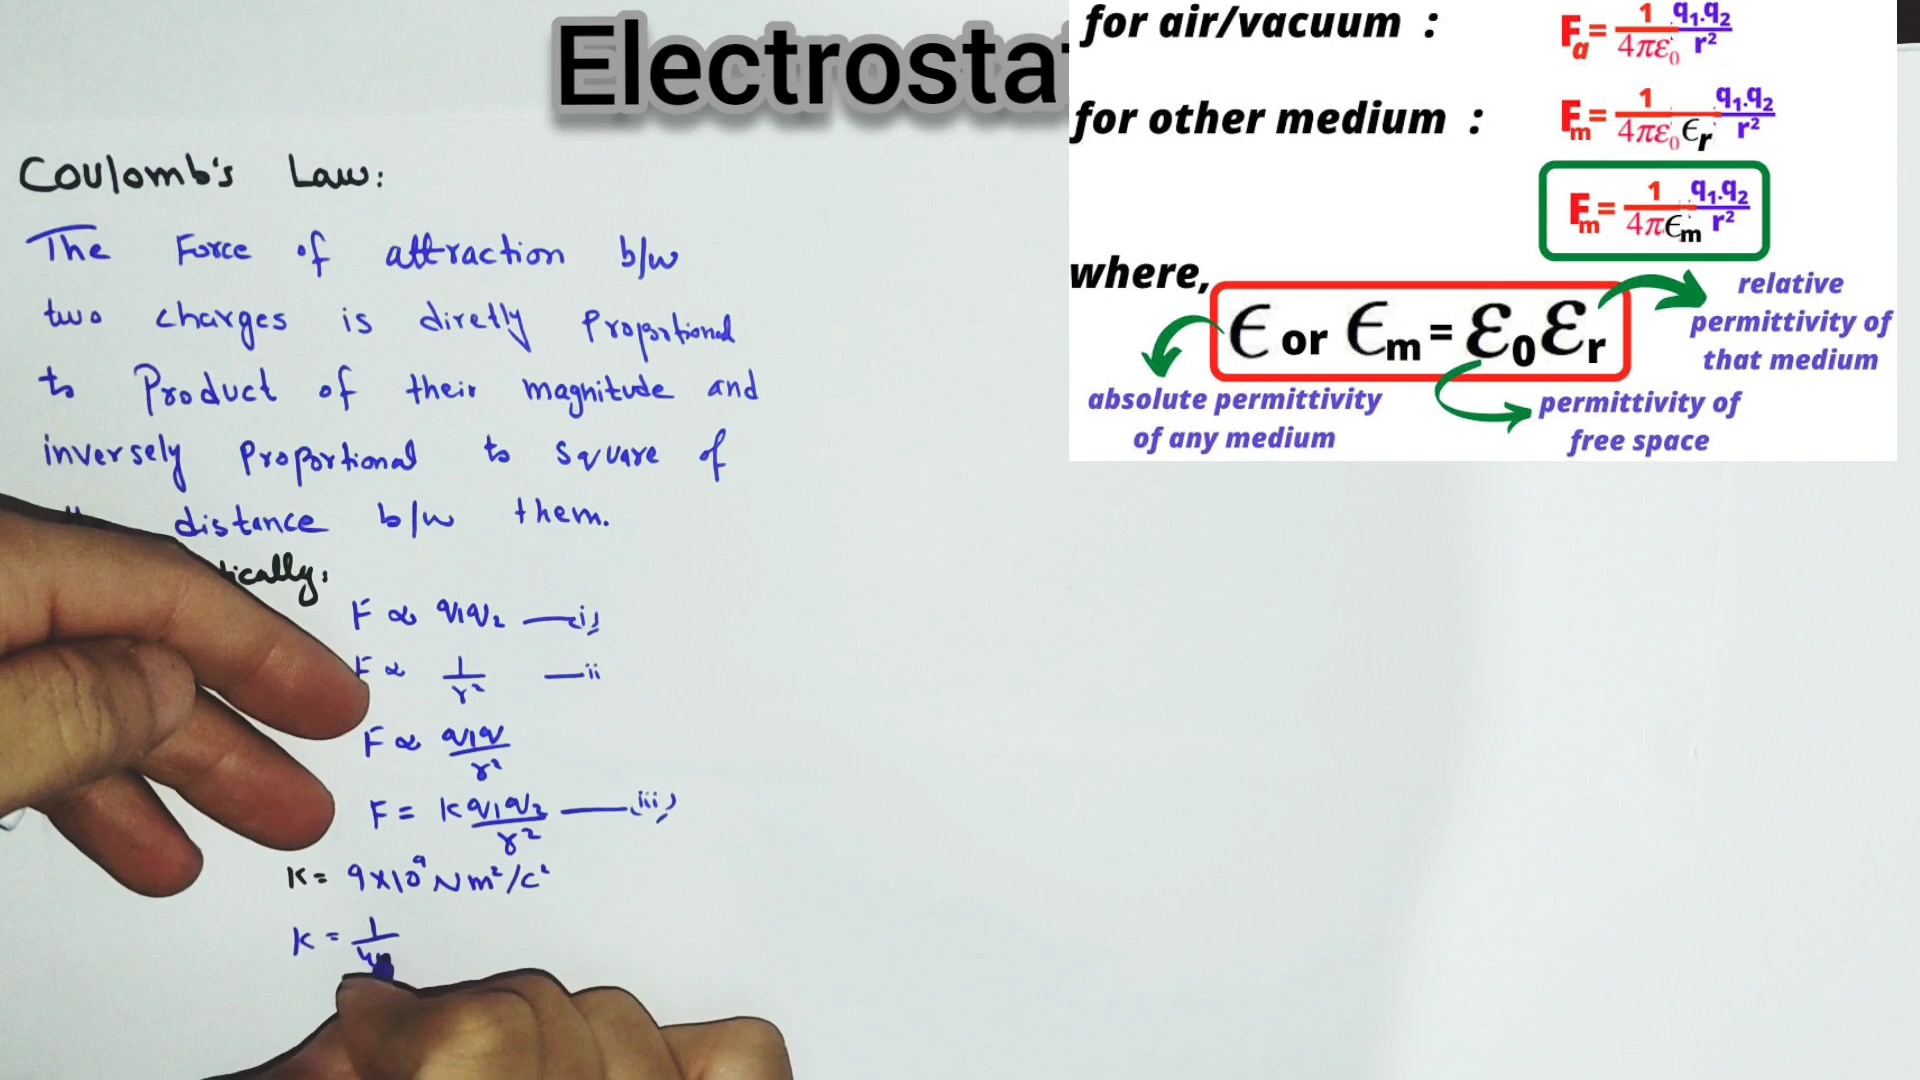 Electrosta
Coulomb's Law:
The Force of attraction b/w
two charges is diretly Proportional
to Product of their magnitude and
inversely Proportional to Square of
distance b/w them.
ically:
F ∝ q₁q₂ —i)
F ∝ 1/r² —ii
F ∝ q₁q/r²
F = Kq₁q₂/r² —iii)
K = 9×10⁹ Nm²/c²
K = 1/4
for air/vacuum : Fa= 1/4πε₀ q₁.q₂/r²
for other medium : Fm= 1/4πε₀ϵr q₁.q₂/r²
Fm= 1/4πϵm q₁.q₂/r²
where,
ϵ or ϵm = ε₀εr
relative
permittivity of
that medium
absolute permittivity
of any medium
permittivity of
free space